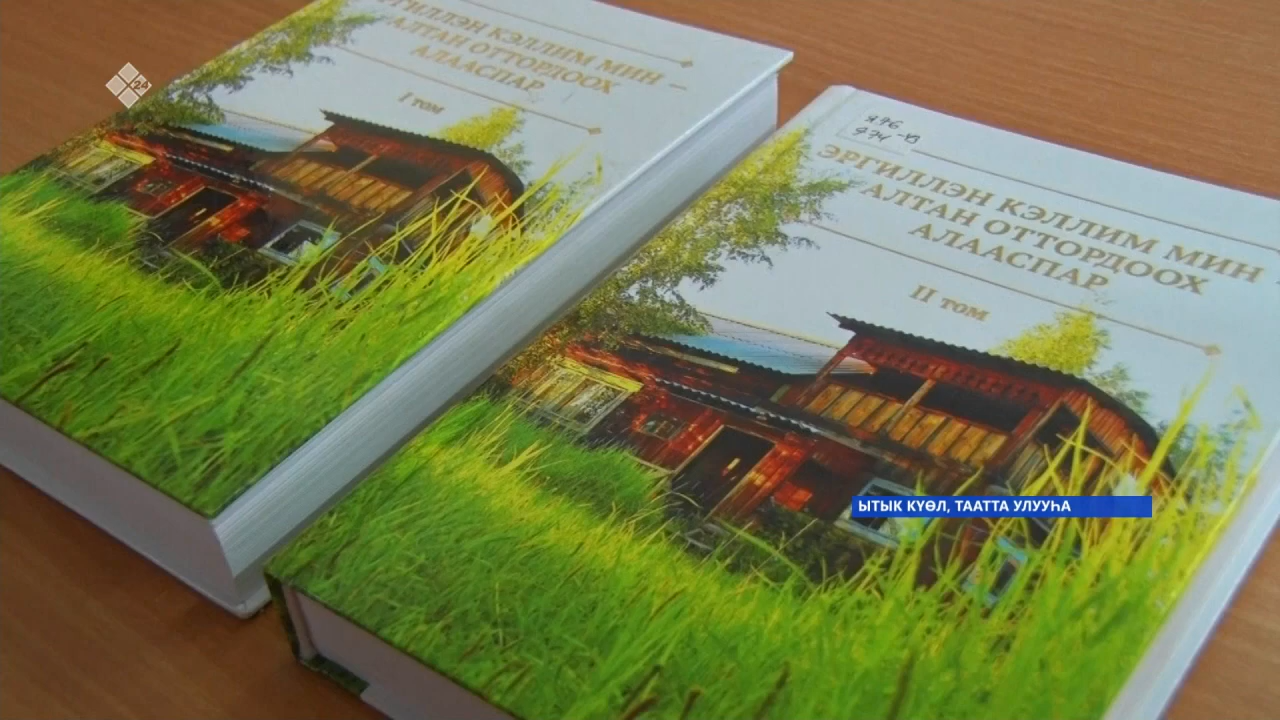 24
ЭРГИЛЛЭН КЭЛЛИМ МИН –
АЛТАН ОТТОРДООХ
АЛААСПАР
I том
ЭРГИЛЛЭН КЭЛЛИМ МИН
АЛТАН ОТТОРДООХ
АЛААСПАР
II том
ЫТЫК КҮӨЛ, ТААТТА УЛУУҺА